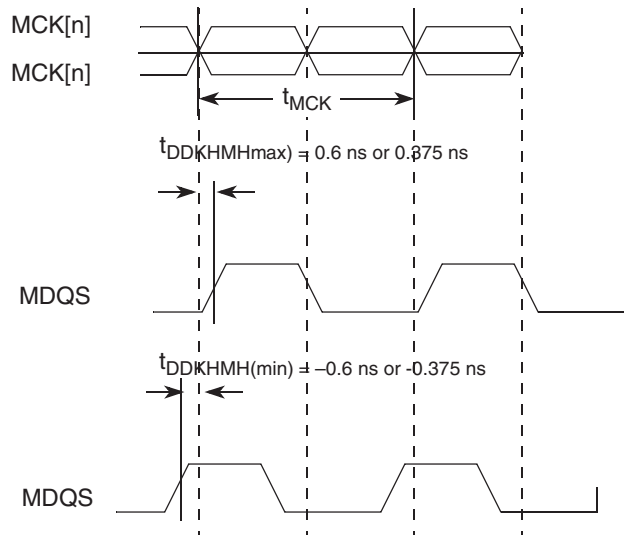 MCK[n]
MCK[n]
tMCK
tDDKHMHmax) = 0.6 ns or 0.375 ns
MDQS
tDDKHMH(min) = –0.6 ns or -0.375 ns
MDQS